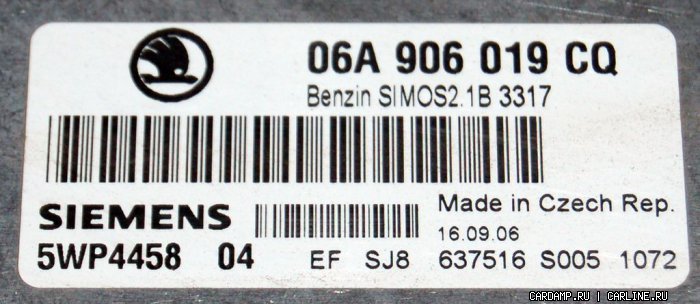 06A 906 019 CQ
Benzin SIMOS2.1B 3317
SIEMENS
Made in Czech Rep.
16.09.06
5WP4458 04 EF SJ8 637516 S005 1072
CARDAMP.RU | CARLINE.RU